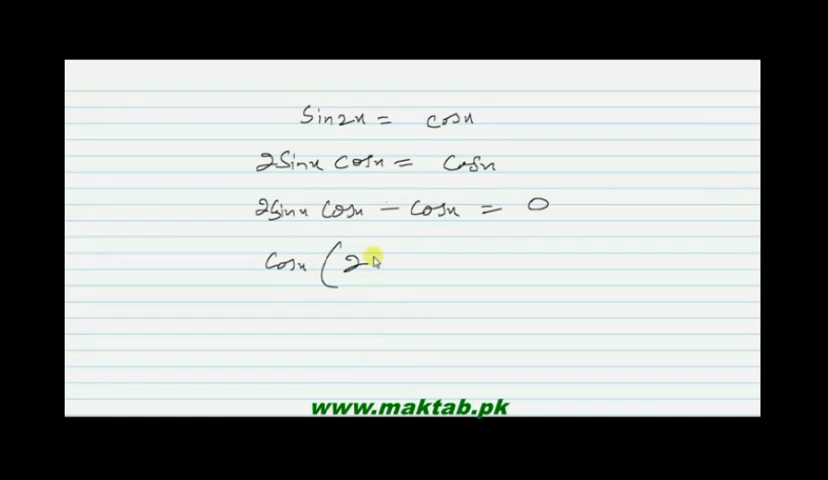 Sin2x = cosx
2Sinx cosx = cosx
2sinx cosx - cosx = 0
cosx (2
www.maktab.pk